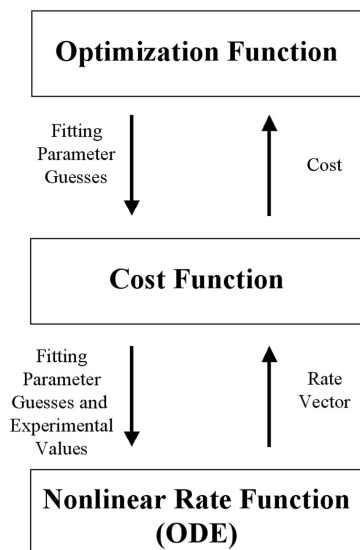 Optimization Function
Fitting
Parameter
Guesses
Cost
Cost Function
Fitting
Parameter
Guesses and
Experimental
Values
Rate
Vector
Nonlinear Rate Function
(ODE)